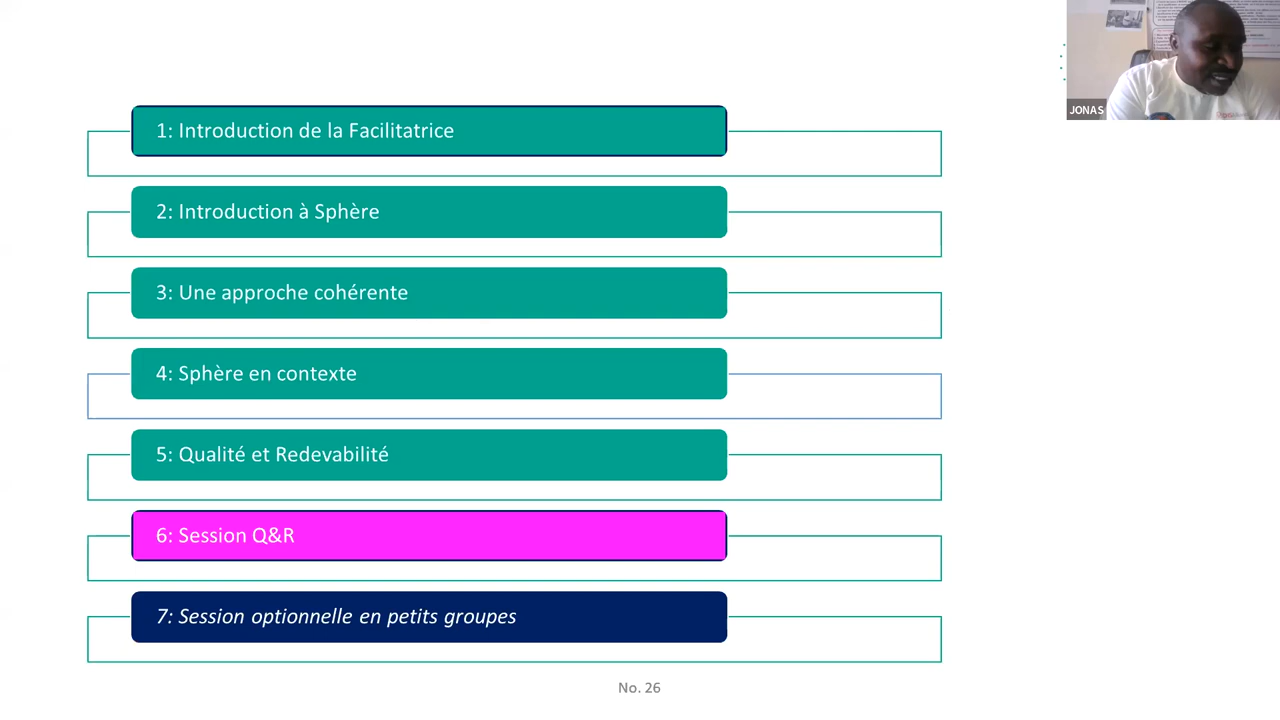 JONAS
1: Introduction de la Facilitatrice
2: Introduction à Sphère
3: Une approche cohérente
4: Sphère en contexte
5: Qualité et Redevabilité
6: Session Q&R
7: Session optionnelle en petits groupes
No. 26